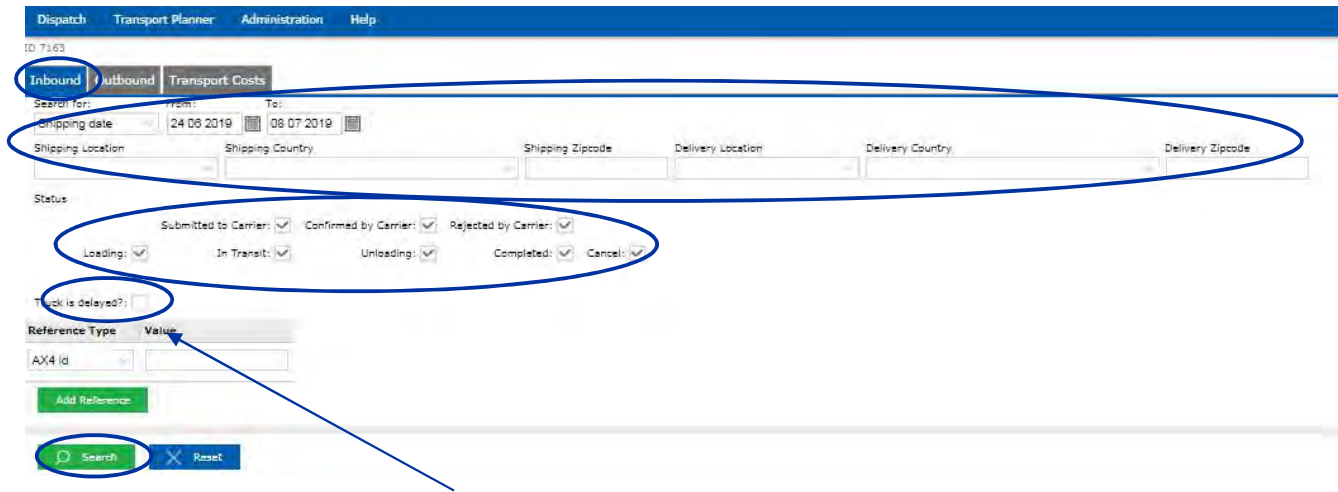 Dispatch Transport Planner Administration Help
ID 7163
Inbound Outbound Transport Costs
Search for: From: To:
Shipping date 24 06 2019 08 07 2019
Shipping Location Shipping Country Shipping Zipcode Delivery Location Delivery Country Delivery Zipcode
Status
Submitted to Carrier: Confirmed by Carrier: Rejected by Carrier:
Loading: In Transit: Unloading: Completed: Cancel:
Truck is delayed?:
Reference Type Value
AX4 Id
Add Reference
Search Reset